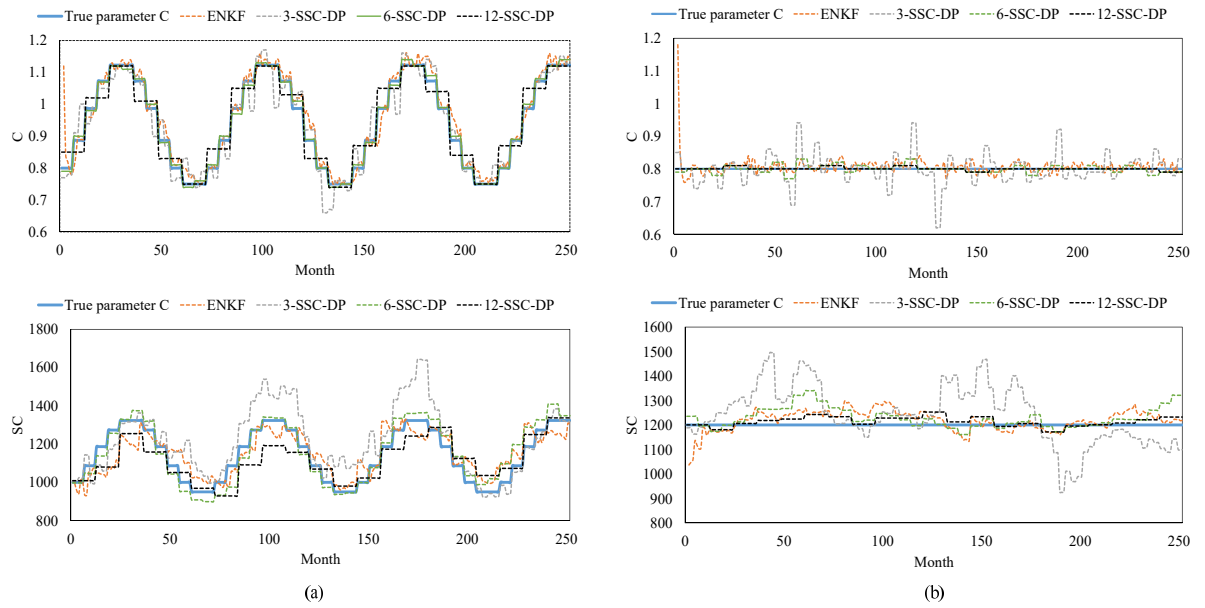 True parameter C ENKF 3-SSC-DP 6-SSC-DP 12-SSC-DP
1.2
1.1
1
0.9
0.8
0.7
0.6
C
0 50 100 150 200 250
Month
True parameter C ENKF 3-SSC-DP 6-SSC-DP 12-SSC-DP
1800
1600
1400
1200
1000
800
SC
0 50 100 150 200 250
Month
(a)
True parameter C ENKF 3-SSC-DP 6-SSC-DP 12-SSC-DP
1.2
1.1
1
0.9
0.8
0.7
0.6
C
0 50 100 150 200 250
Month
True parameter C ENKF 3-SSC-DP 6-SSC-DP 12-SSC-DP
1600
1500
1400
1300
1200
1100
1000
900
800
SC
0 50 100 150 200 250
Month
(b)